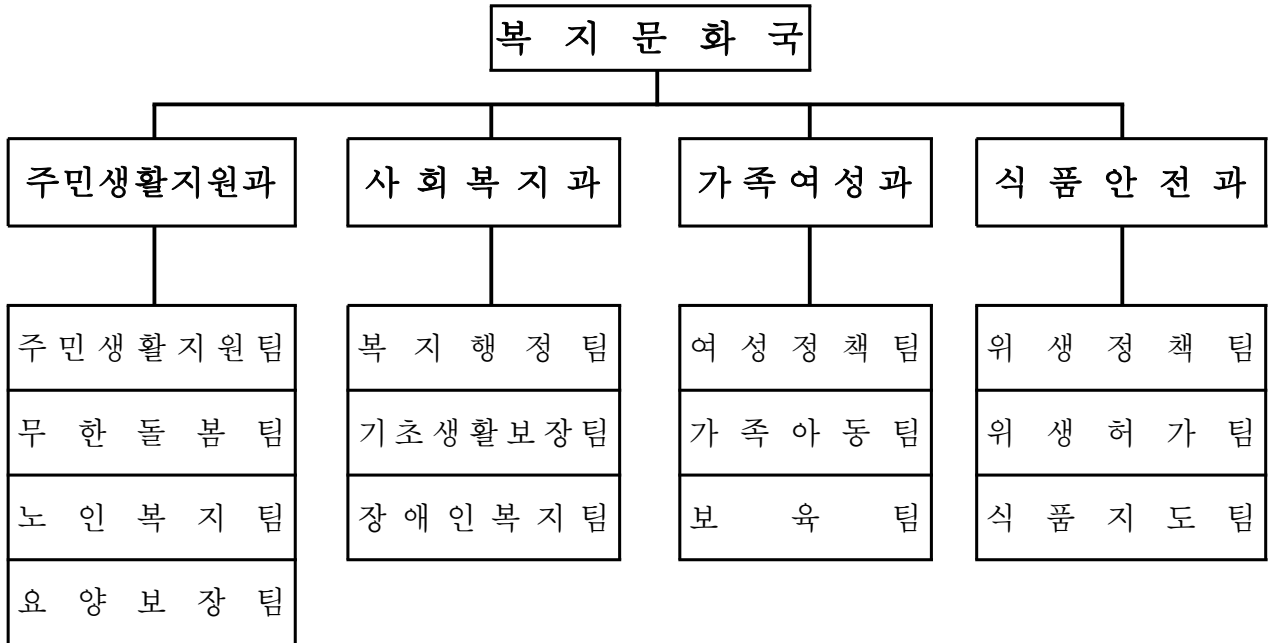 복지문화국
주민생활지원과
사회복지과
가족여성과
식품안전과
주민생활지원팀
무한돌봄팀
노인복지팀
요양보장팀
복지행정팀
기초생활보장팀
장애인복지팀
여성정책팀
가족아동팀
보육팀
위생정책팀
위생허가팀
식품지도팀